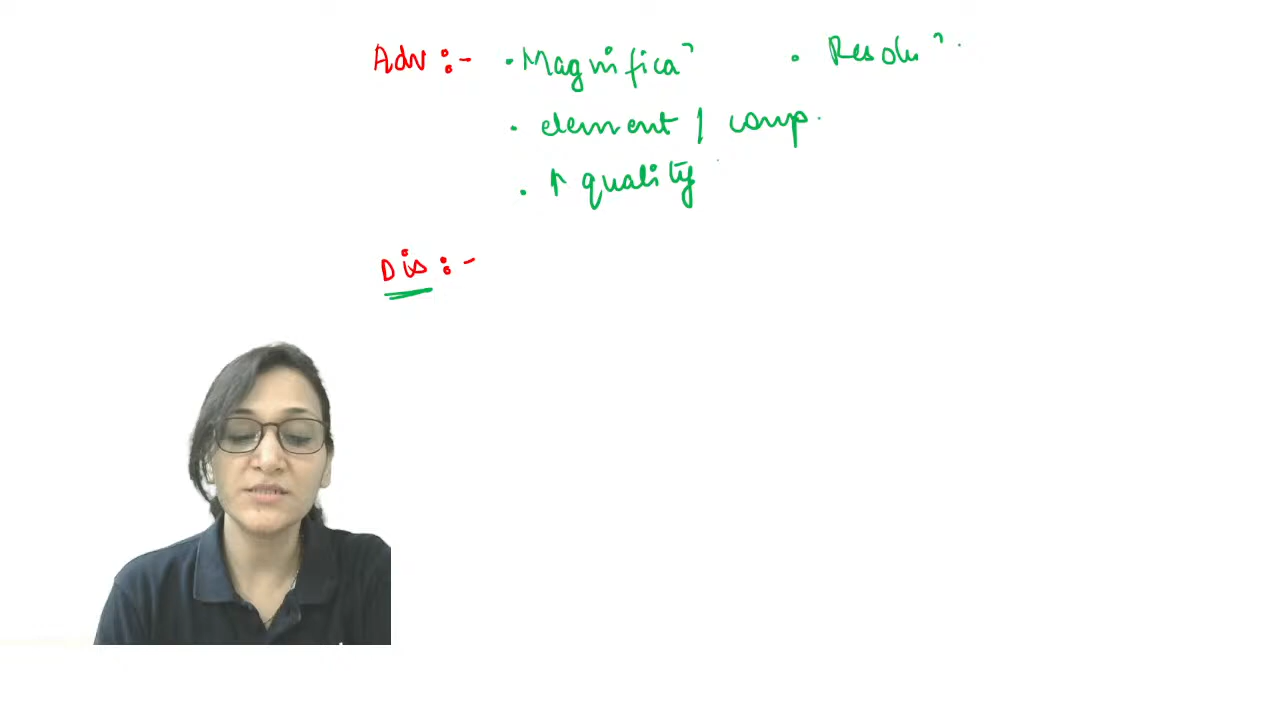 Adv :- • Magnifica? • Resolu?.
• element / comp.
• ↑ quality
Dis :-